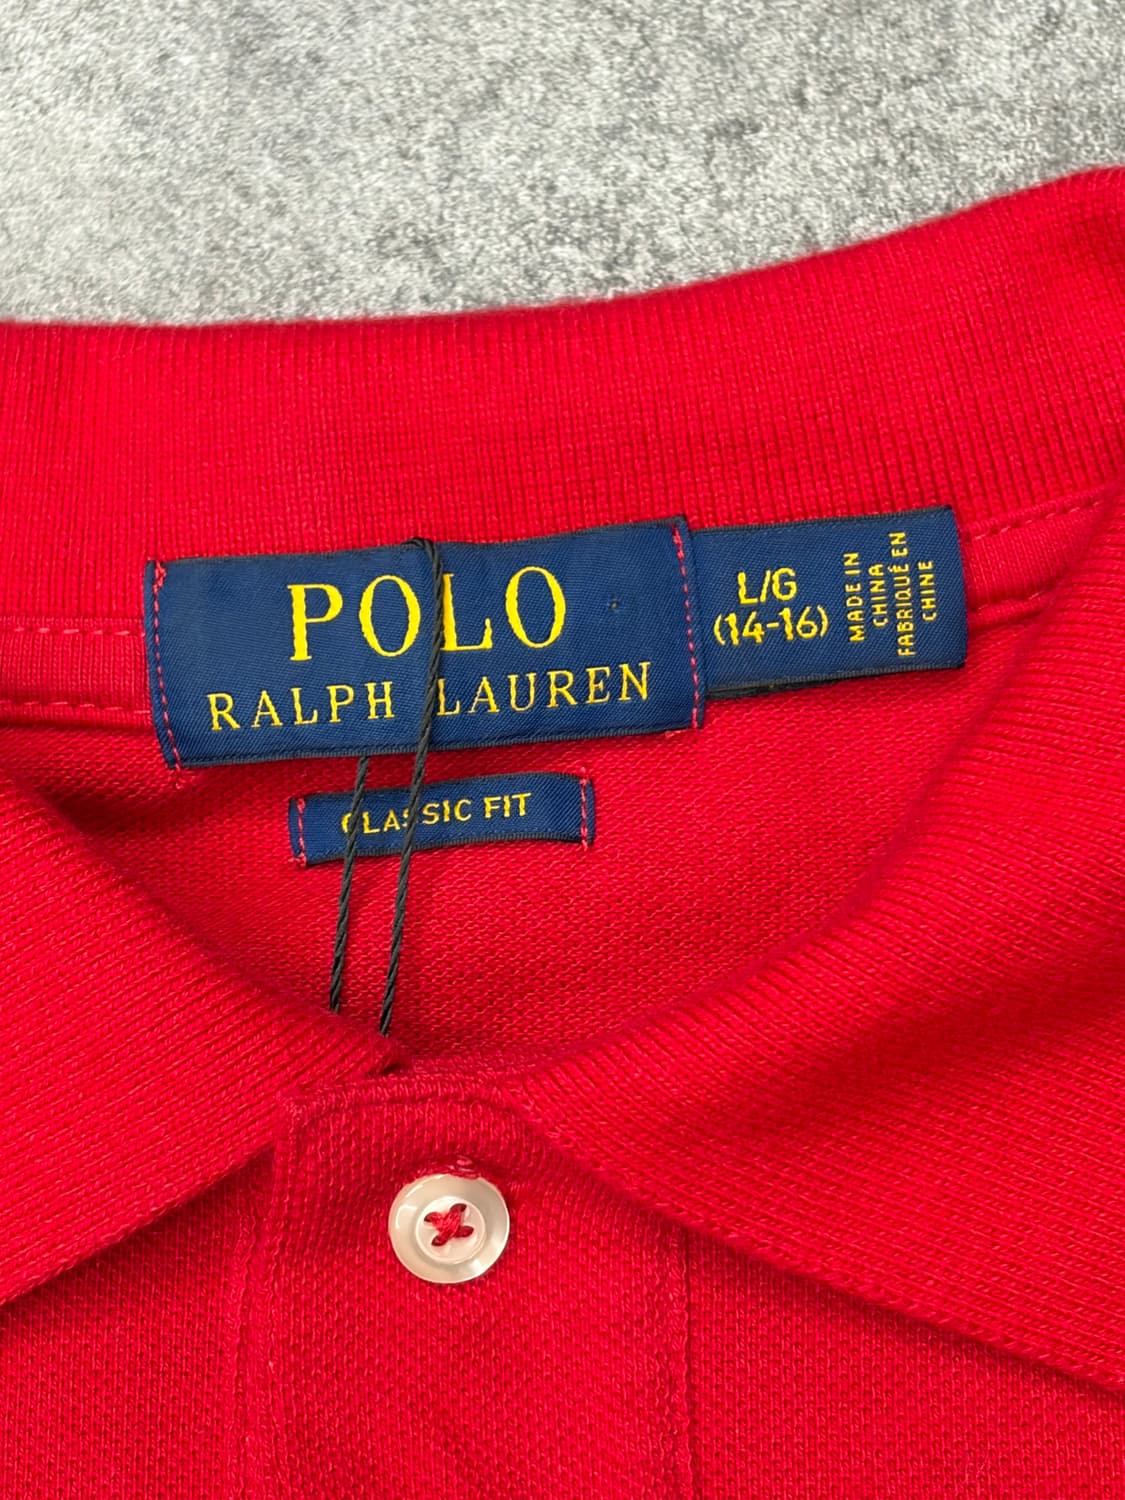 POLO
RALPH LAUREN
L/G
(14-16)
MADE IN
CHINA
FABRIQUÉ EN
CHINE
CLASSIC FIT